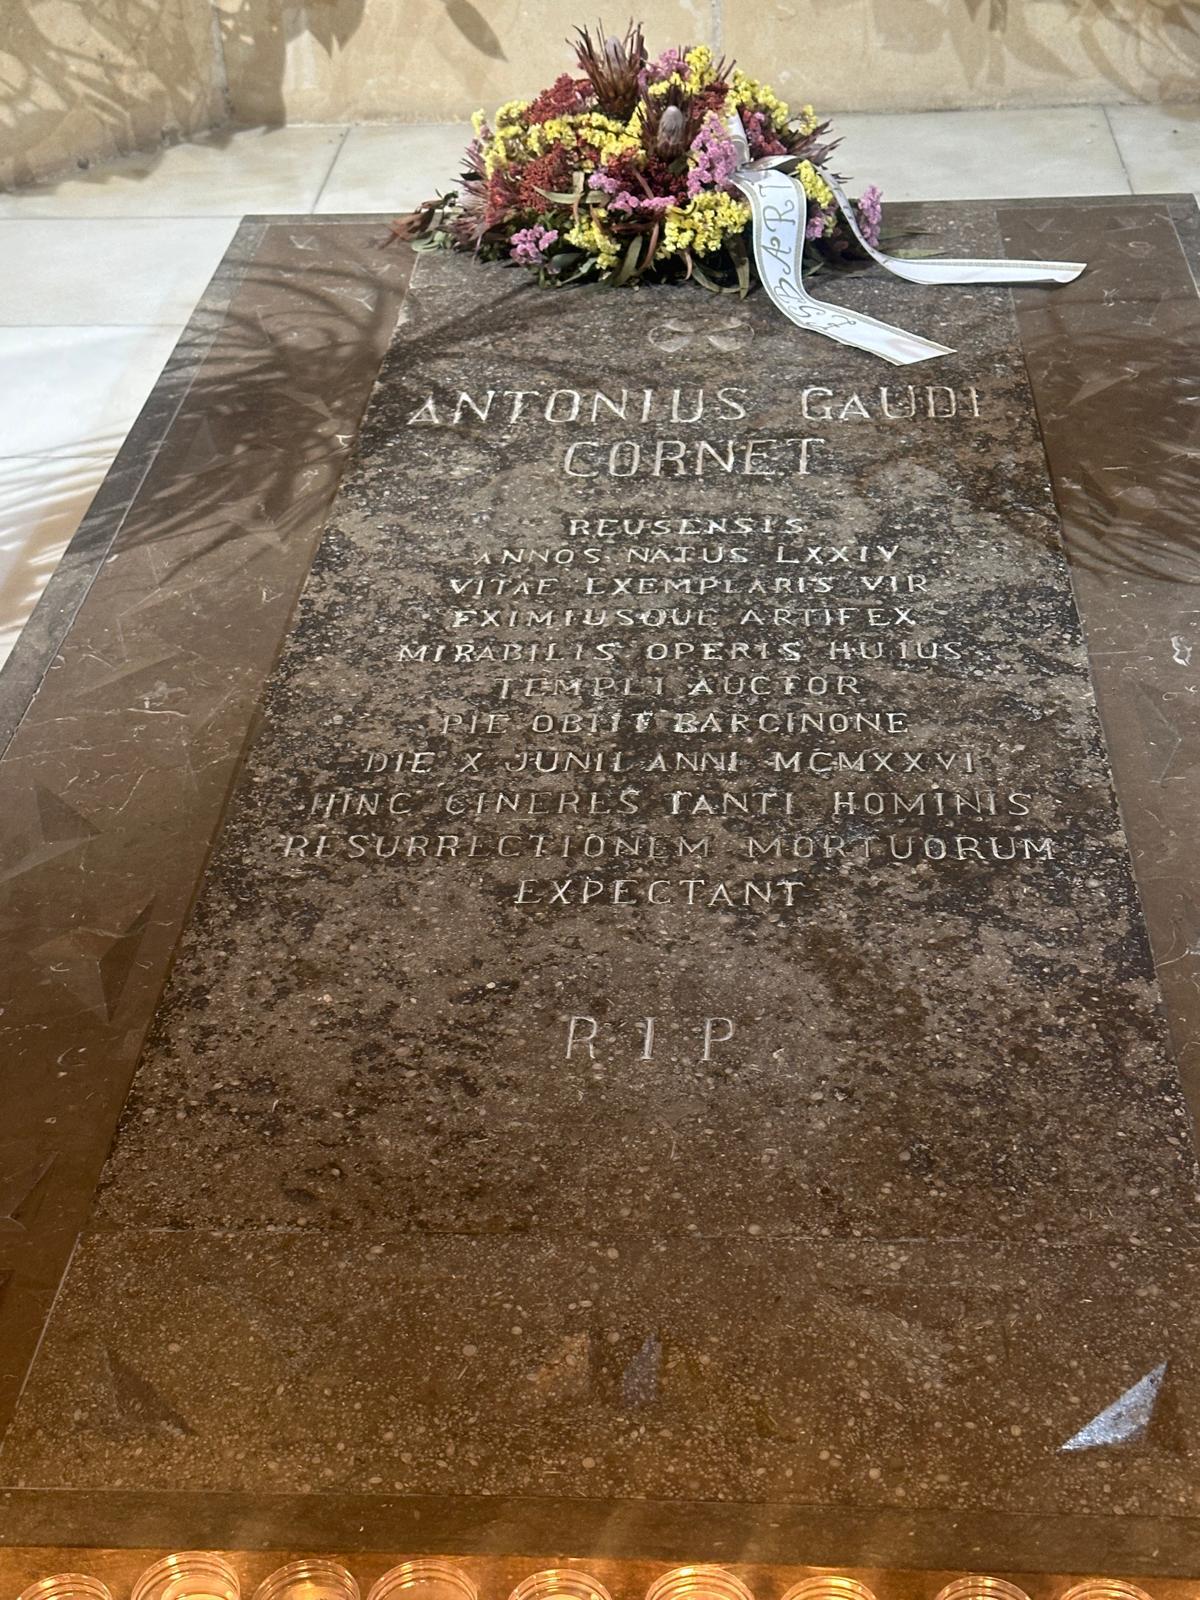 ANTONIUS GAUDI
CORNET
REUSENSIS
ANNOS NATUS LXXIV
VITAE EXEMPLARIS VIR
EXIMIUSQUE ARTIFEX
MIRABILIS OPERIS HUIUS
TEMPLI AUCTOR
PIE OBIIT BARCINONE
DIE X JUNII ANNI MCMXXVI
HINC CINERES TANTI HOMINIS
RESURRECTIONEM MORTUORUM
EXPECTANT
R I P